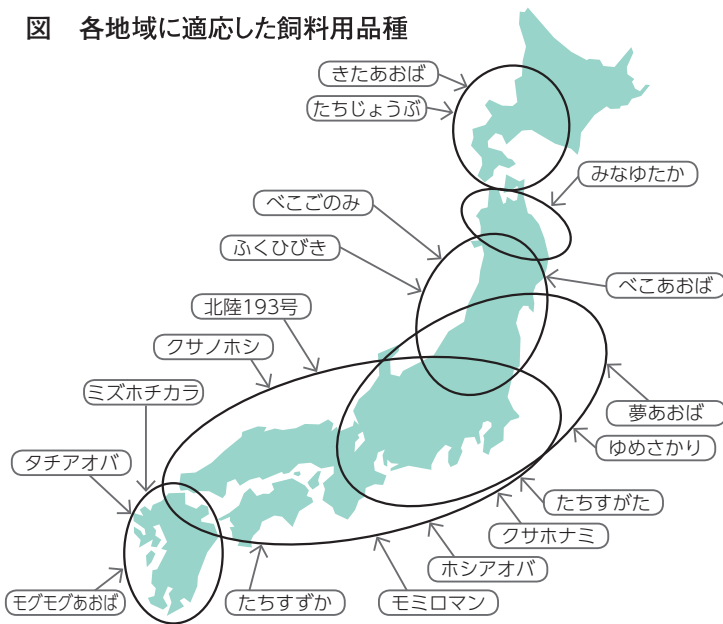 図　各地域に適応した飼料用品種
きたあおば
たちじょうぶ
みなゆたか
べこごのみ
ふくひびき
べこあおば
北陸193号
クサノホシ
ミズホチカラ
夢あおば
ゆめさかり
タチアオバ
たちすがた
クサホナミ
ホシアオバ
モグモグあおば
たちすずか
モミロマン